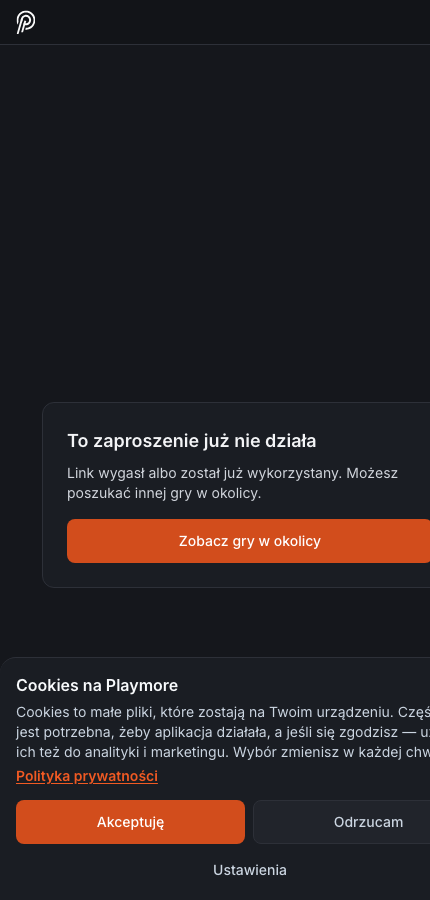 To zaproszenie już nie działa
Link wygasł albo został już wykorzystany. Możesz
poszukać innej gry w okolicy.
Zobacz gry w okolicy
Cookies na Playmore
Cookies to małe pliki, które zostają na Twoim urządzeniu.
jest potrzebna, żeby aplikacja działała, a jeśli się zgodzisz —
ich też do analityki i marketingu. Wybór zmienisz w każdej
Polityka prywatności
Akceptuję
Odrzucam
Ustawienia